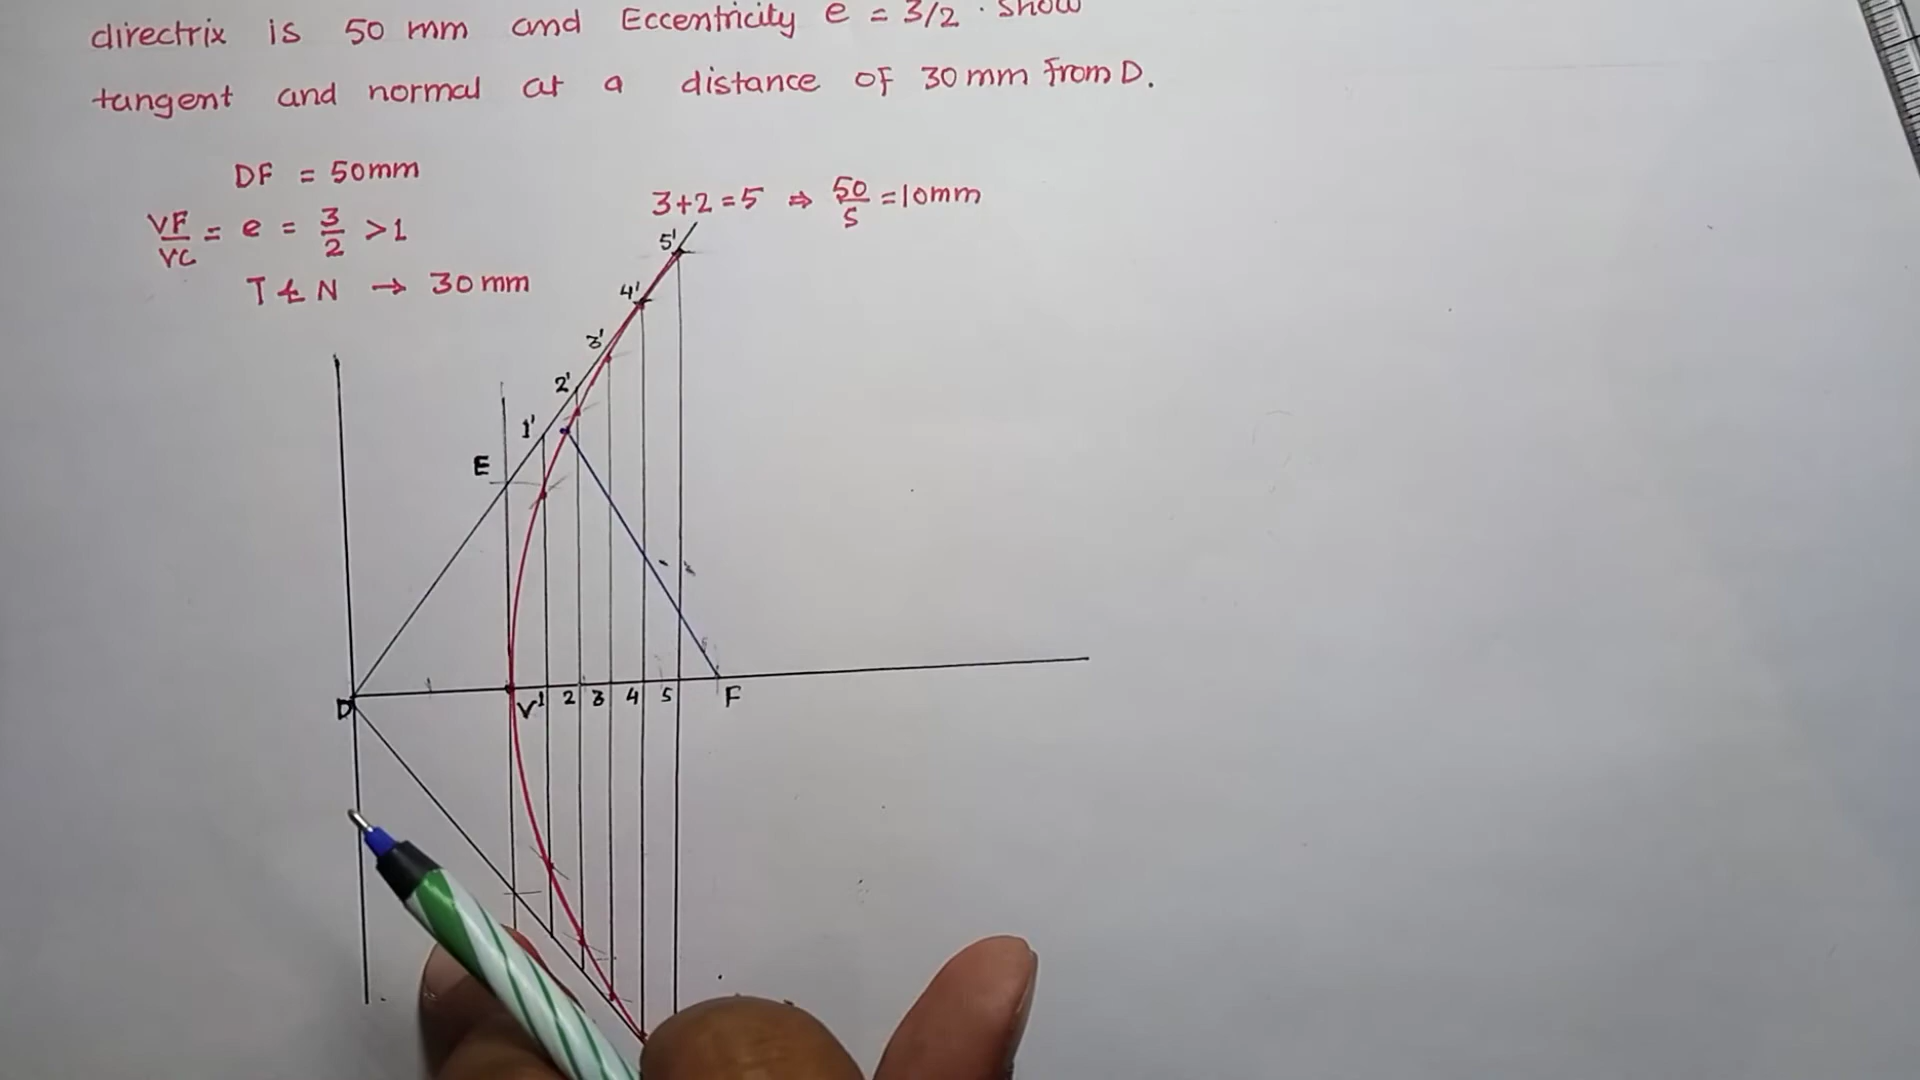 directrix is 50 mm and Eccentricity e = 3/2 . Show
tangent and normal at a distance of 30 mm from D.
DF = 50mm
VF/VC = e = 3/2 > 1
T & N → 30 mm
3+2=5 ⇒ 50/5 = 10mm
5'
4'
3'
2'
1'
E
D V 1 2 3 4 5 F